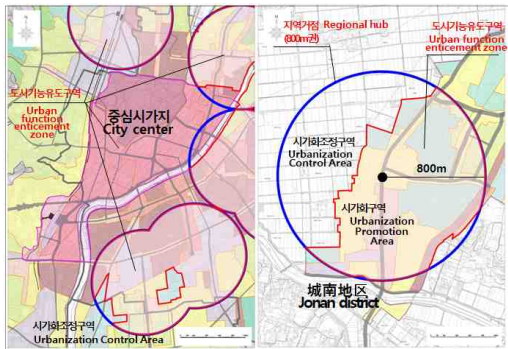 도시기능유도구역
Urban
function
enticement
zone
중심시가지
City center
시가화조정구역
Urbanization Control Area
지역거점 Regional hub
(800m권)
도시기능유도구역
Urban function
enticement zone
시가화조정구역
Urbanization
Control Area
800m
시가화구역
Urbanization
Promotion
Area
城南地区
Jonan district